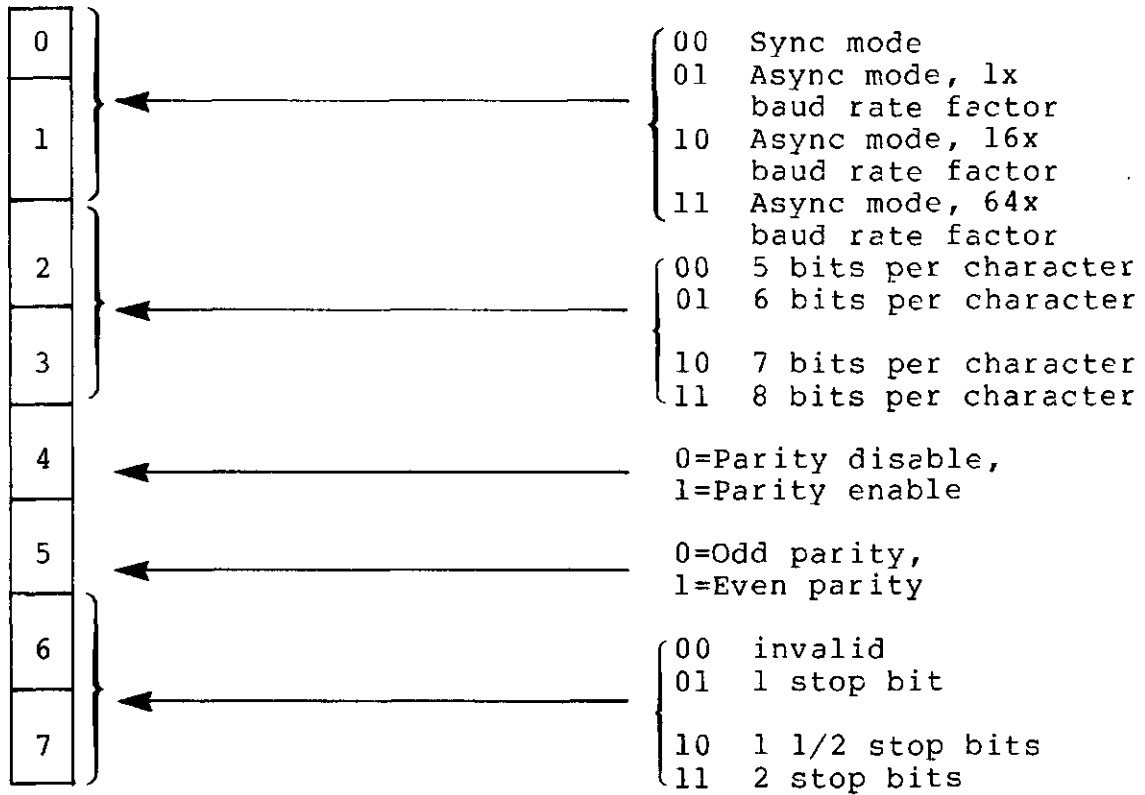 0
00 Sync mode
01 Async mode, 1x
baud rate factor
1
10 Async mode, 16x
baud rate factor
11 Async mode, 64x
baud rate factor
2
00 5 bits per character
01 6 bits per character
3
10 7 bits per character
11 8 bits per character
4
0=Parity disable,
1=Parity enable
5
0=Odd parity,
1=Even parity
6
00 invalid
01 1 stop bit
7
10 1 1/2 stop bits
11 2 stop bits